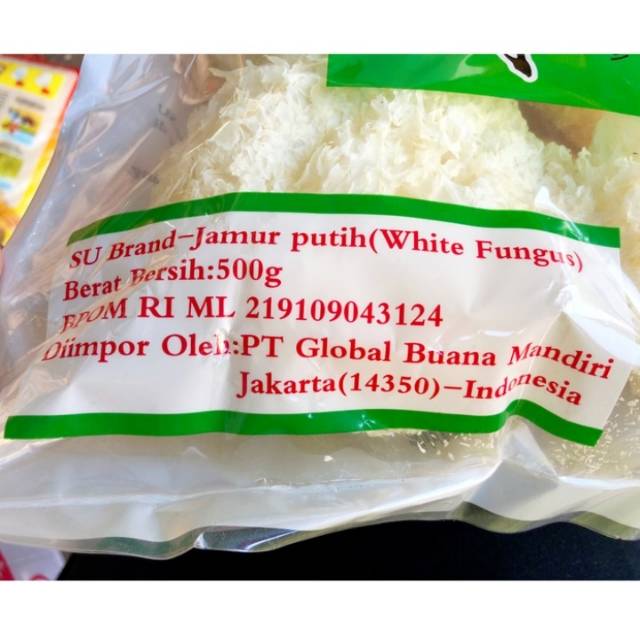 SU Brand-Jamur putih(White Fungus)
Berat Bersih:500g
BPOM RI ML 219109043124
Diimpor Oleh:PT Global Buana Mandiri
Jakarta(14350)-Indonesia